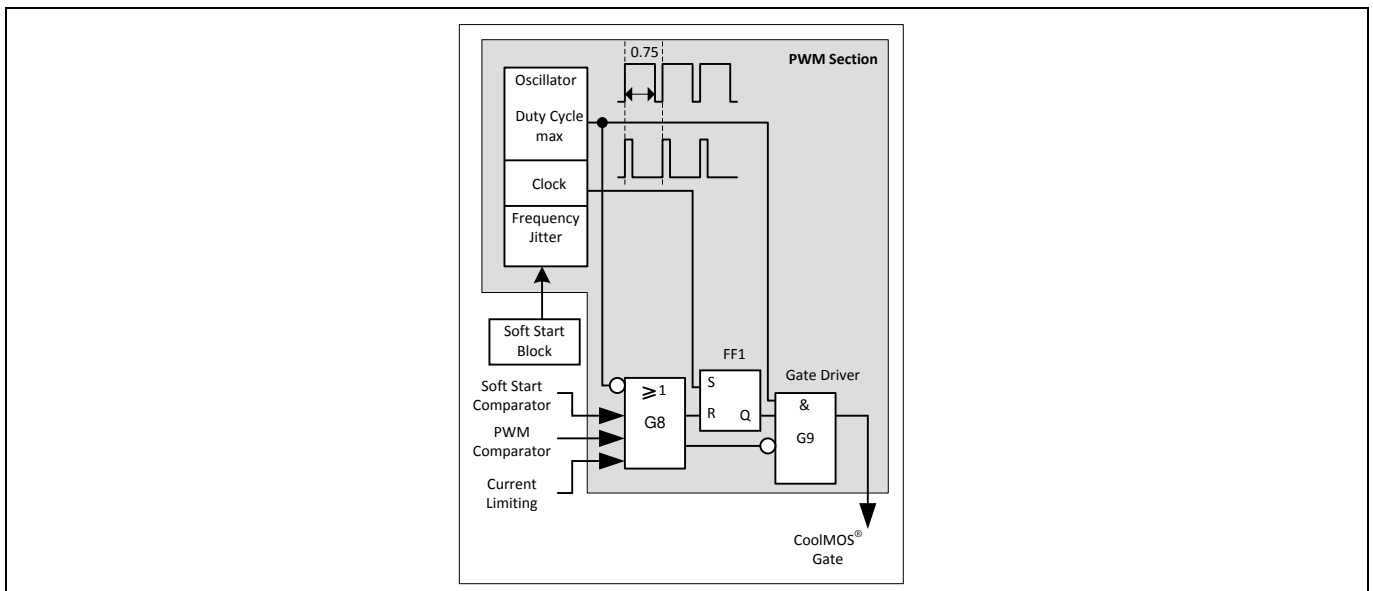 0.75
PWM Section
Oscillator
Duty Cycle
max
Clock
Frequency
Jitter
Soft Start
Block
FF1
Gate Driver
Soft Start
Comparator
PWM
Comparator
Current
Limiting
≥1
G8
S
R Q
&
G9
CoolMOS®
Gate